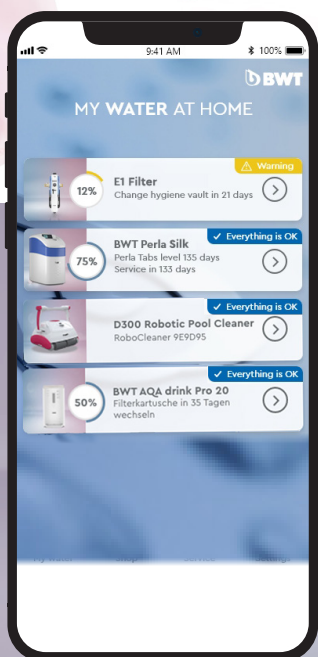 9:41 AM
100%
BWT
MY WATER AT HOME
Warning
12%
E1 Filter
Change hygiene vault in 21 days
Everything is OK
75%
BWT Perla Silk
Perla Tabs level 135 days
Service in 133 days
Everything is OK
D300 Robotic Pool Cleaner
RoboCleaner 9E9D95
Everything is OK
50%
BWT AQA drink Pro 20
Filterkartusche in 35 Tagen
wechseln